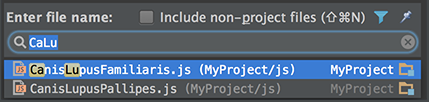 Enter file name: Include non-project files (⇧⌘N)
CaLu
CanisLupusFamiliaris.js (MyProject/js) MyProject
CanisLupusPallipes.js (MyProject/js) MyProject